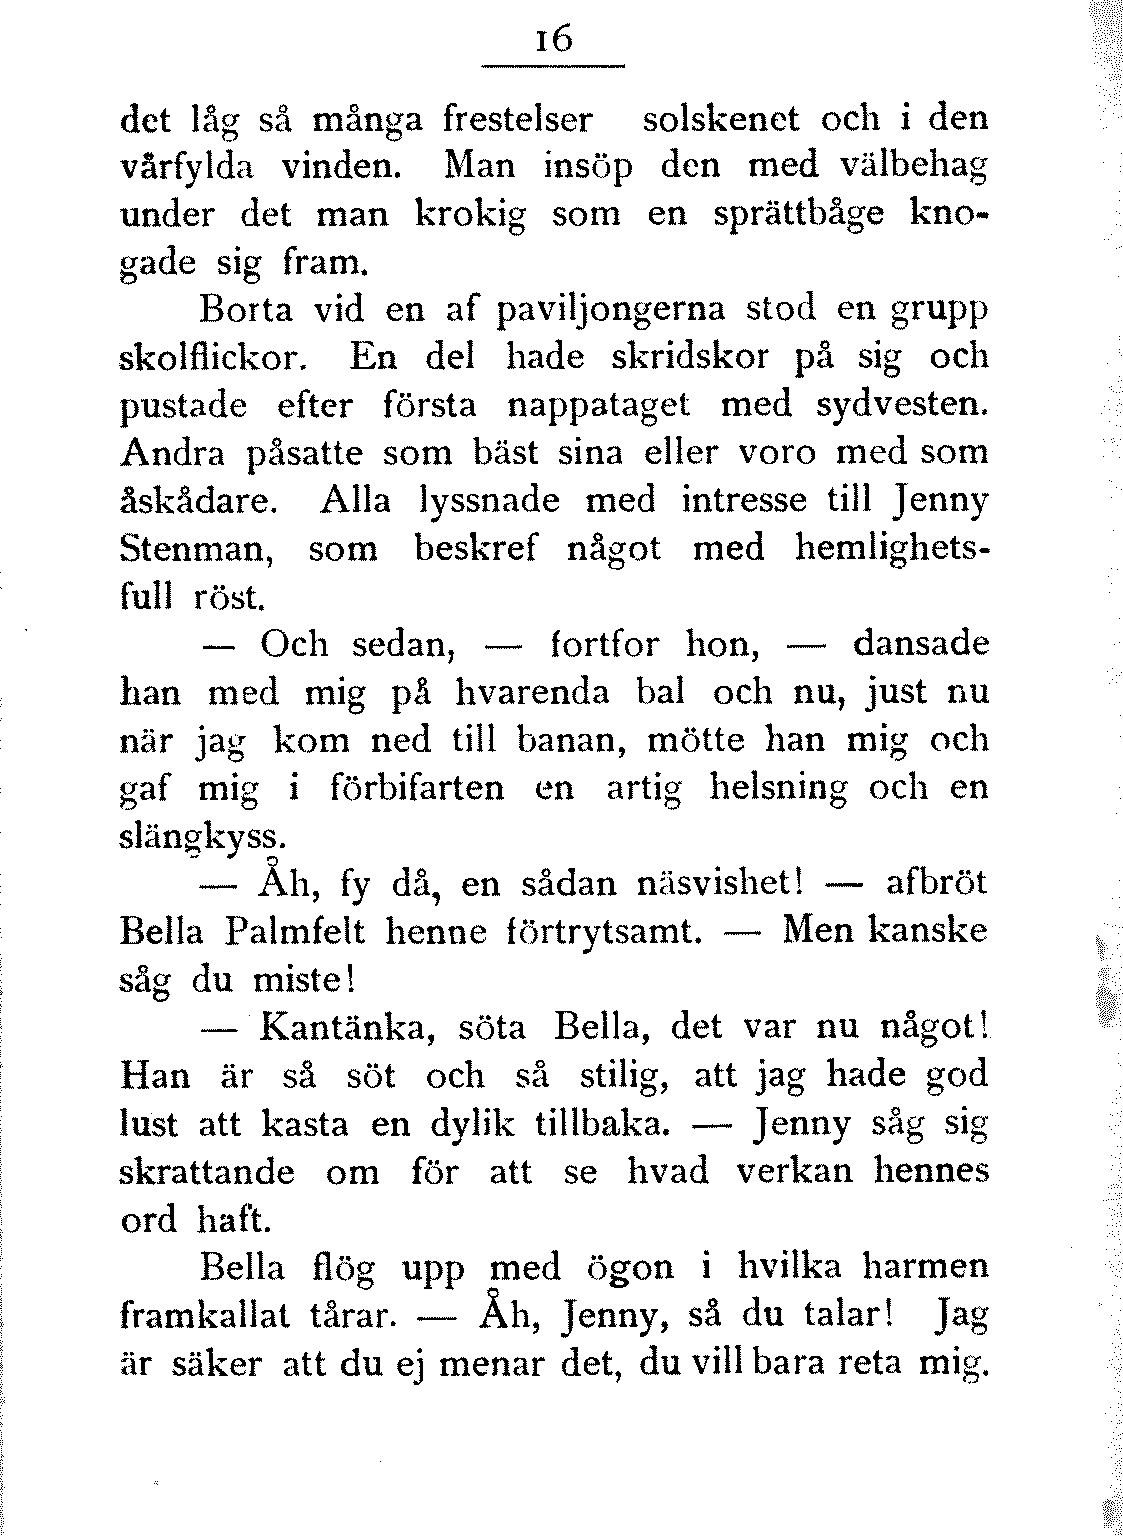 16
det låg så många frestelser solskenet och i den
vårfylda vinden. Man insöp den med välbehag
under det man krokig som en sprättbåge kno-
gade sig fram.
Borta vid en af paviljongerna stod en grupp
skolflickor. En del hade skridskor på sig och
pustade efter första nappataget med sydvesten.
Andra påsatte som bäst sina eller voro med som
åskådare. Alla lyssnade med intresse till Jenny
Stenman, som beskref något med hemlighets-
full röst.
— Och sedan, — fortfor hon, — dansade
han med mig på hvarenda bal och nu, just nu
när jag kom ned till banan, mötte han mig och
gaf mig i förbifarten en artig helsning och en
slängkyss.
— Åh, fy då, en sådan näsvishet! — afbröt
Bella Palmfelt henne förtrytsamt. — Men kanske
såg du miste!
— Kantänka, söta Bella, det var nu något!
Han är så söt och så stilig, att jag hade god
lust att kasta en dylik tillbaka. — Jenny såg sig
skrattande om för att se hvad verkan hennes
ord haft.
Bella flög upp med ögon i hvilka harmen
framkallat tårar. — Åh, Jenny, så du talar! Jag
är säker att du ej menar det, du vill bara reta mig.